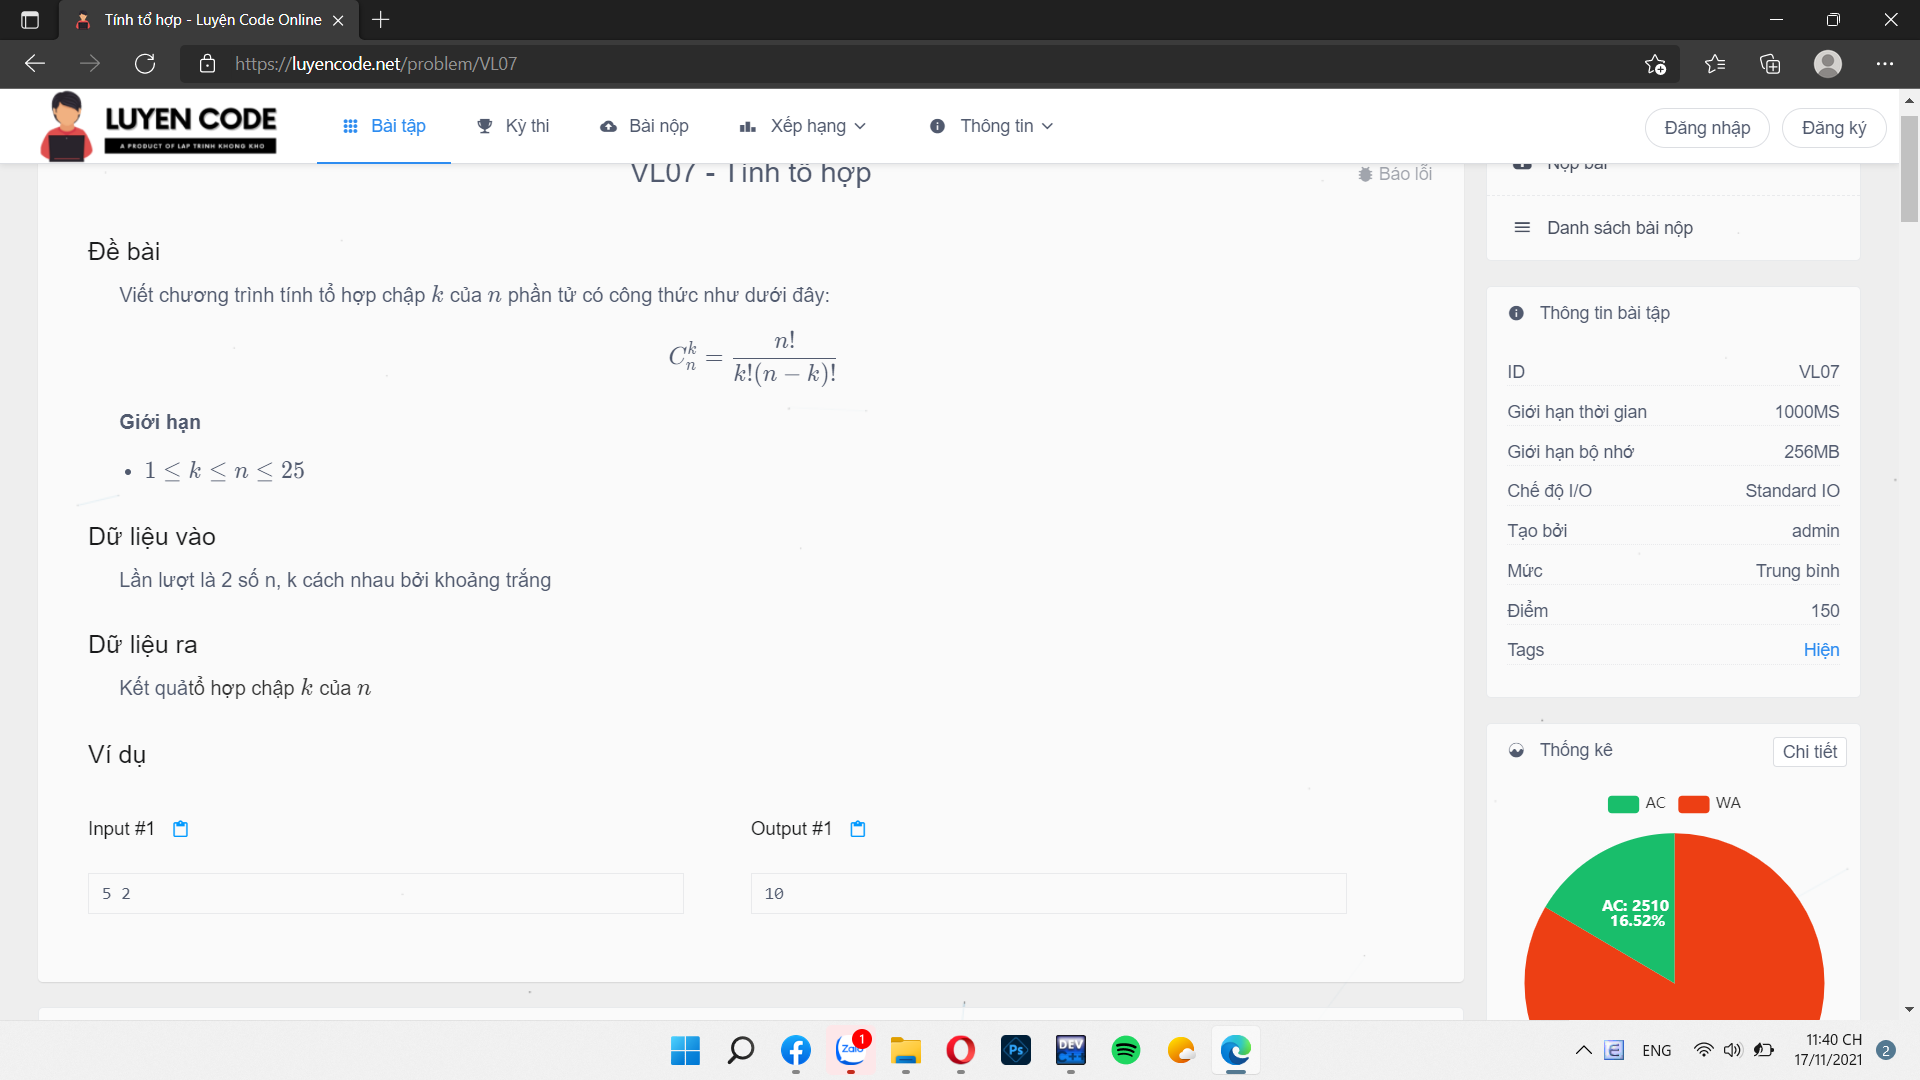 Tính tổ hợp - Luyện Code Online
https://luyencode.net/problem/VL07
LUYEN CODE
A PRODUCT OF LAP TRINH KHONG KHO
Bài tập
Kỳ thi
Bài nộp
Xếp hạng
Thông tin
Đăng nhập
Đăng ký
VL07 - Tính tổ hợp
Báo lỗi
Đề bài
Viết chương trình tính tổ hợp chập k của n phần tử có công thức như dưới đây:
C_n^k = n! / k!(n − k)!
Giới hạn
• 1 ≤ k ≤ n ≤ 25
Dữ liệu vào
Lần lượt là 2 số n, k cách nhau bởi khoảng trắng
Dữ liệu ra
Kết quảtổ hợp chập k của n
Ví dụ
Input #1
Output #1
5 2
10
Nộp bài
Danh sách bài nộp
Thông tin bài tập
ID VL07
Giới hạn thời gian 1000MS
Giới hạn bộ nhớ 256MB
Chế độ I/O Standard IO
Tạo bởi admin
Mức Trung bình
Điểm 150
Tags Hiện
Thống kê
Chi tiết
AC WA
AC: 2510
16.52%
Zalo
1
Ps
DEV
C++
ENG
11:40 CH
17/11/2021
2